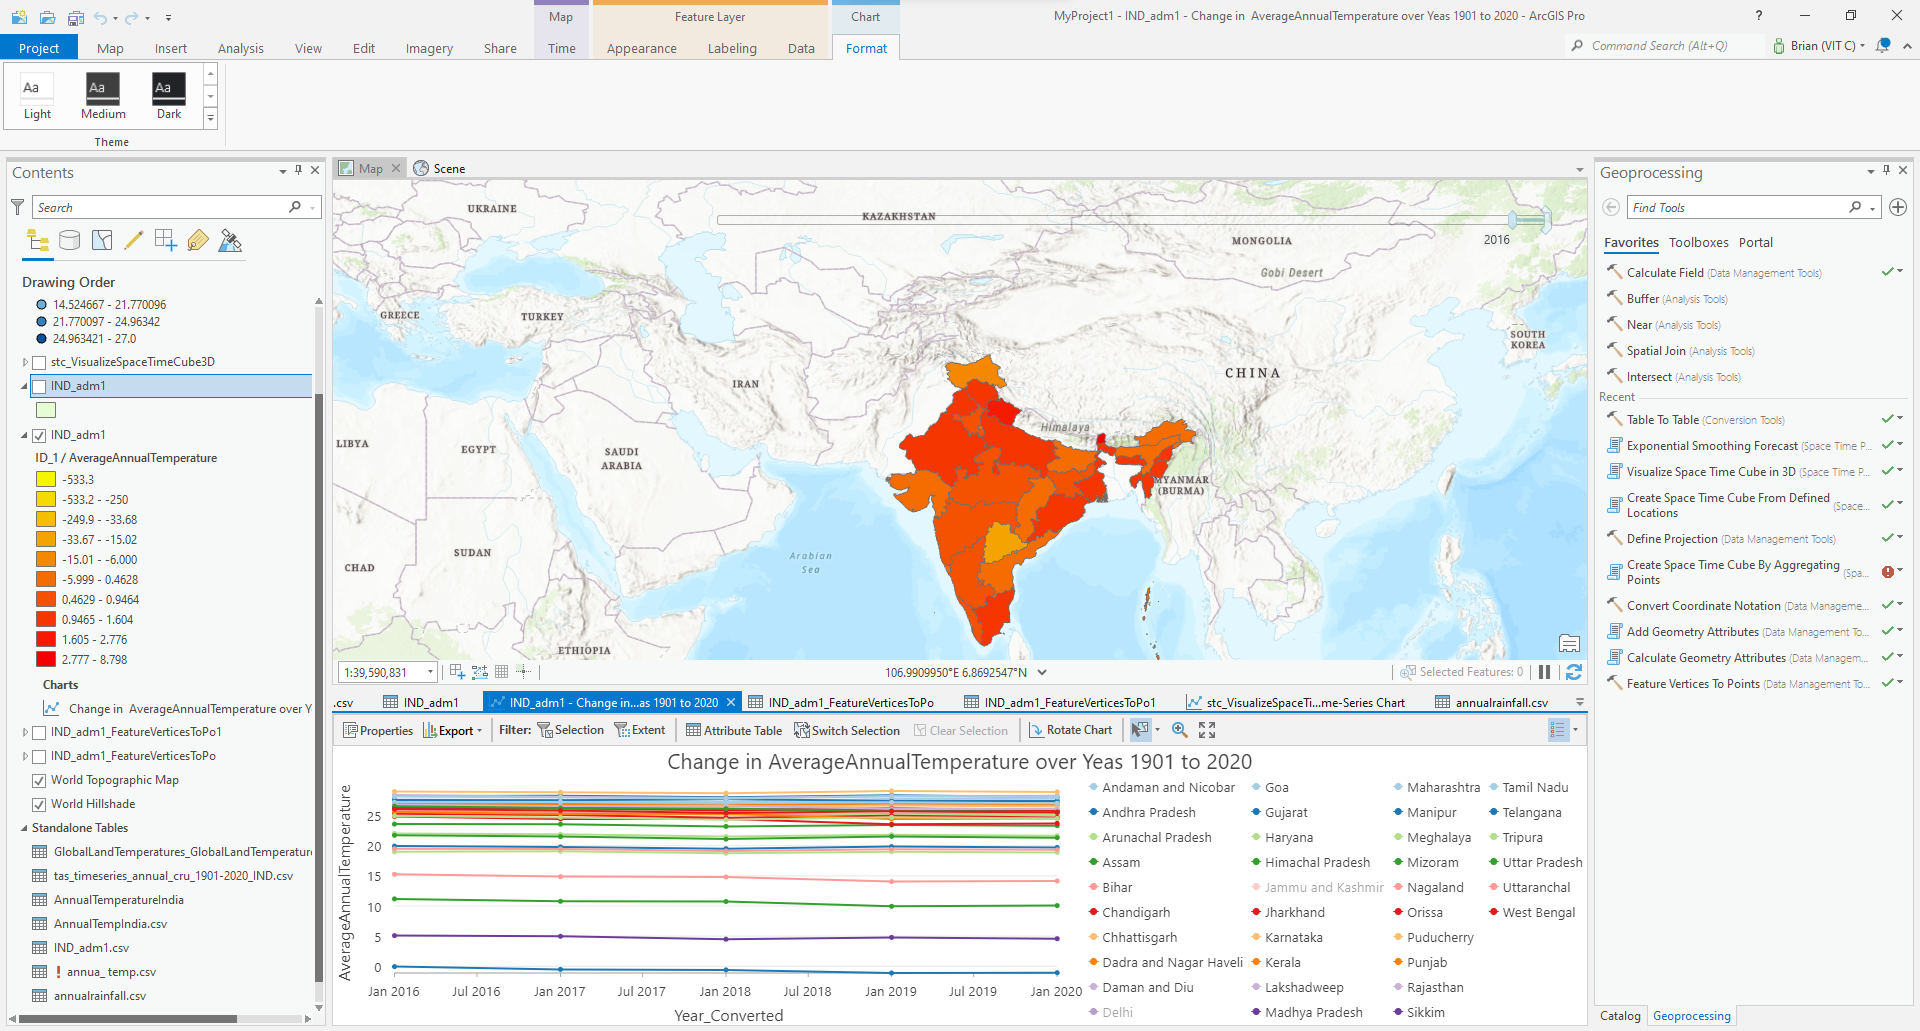 Map
Feature Layer
Chart
MyProject1 - IND_adm1 - Change in  AverageAnnualTemperature over Yeas 1901 to 2020 - ArcGIS Pro
?
Project
Map
Insert
Analysis
View
Edit
Imagery
Share
Time
Appearance
Labeling
Data
Format
Command Search (Alt+Q)
Brian (VIT C)
Aa
Aa
Aa
Light
Medium
Dark
Theme
Contents
Search
Drawing Order
14.524667 - 21.770096
21.770097 - 24.96342
24.963421 - 27.0
stc_VisualizeSpaceTimeCube3D
IND_adm1
IND_adm1
ID_1 / AverageAnnualTemperature
-533.3
-533.2 - -250
-249.9 - -33.68
-33.67 - -15.02
-15.01 - -6.000
-5.999 - 0.4628
0.4629 - 0.9464
0.9465 - 1.604
1.605 - 2.776
2.777 - 8.798
Charts
Change in  AverageAnnualTemperature over Y
IND_adm1_FeatureVerticesToPo1
IND_adm1_FeatureVerticesToPo
World Topographic Map
World Hillshade
Standalone Tables
GlobalLandTemperatures_GlobalLandTemperature
tas_timeseries_annual_cru_1901-2020_IND.csv
AnnualTemperatureIndia
AnnualTempIndia.csv
IND_adm1.csv
! annua_ temp.csv
annualrainfall.csv
Map
Scene
UKRAINE
KAZAKHSTAN
MONGOLIA
2016
Gobi Desert
GREECE
TURKEY
SOUTH
KOREA
IRAN
CHINA
Himalaya
LIBYA
EGYPT
SAUDI
ARABIA
MYANMAR
(BURMA)
SUDAN
Arabian
Sea
CHAD
ETHIOPIA
1:39,590,831
106.9909950°E 6.8692547°N
Selected Features: 0
.csv
IND_adm1
IND_adm1 - Change in...as 1901 to 2020
IND_adm1_FeatureVerticesToPo
IND_adm1_FeatureVerticesToPo1
stc_VisualizeSpaceTi...me-Series Chart
annualrainfall.csv
Properties
Export
Filter:
Selection
Extent
Attribute Table
Switch Selection
Clear Selection
Rotate Chart
Change in AverageAnnualTemperature over Yeas 1901 to 2020
AverageAnnualTemperature
25
20
15
10
5
0
Jan 2016
Jul 2016
Jan 2017
Jul 2017
Jan 2018
Jul 2018
Jan 2019
Jul 2019
Jan 2020
Year_Converted
Andaman and Nicobar
Goa
Maharashtra
Tamil Nadu
Andhra Pradesh
Gujarat
Manipur
Telangana
Arunachal Pradesh
Haryana
Meghalaya
Tripura
Assam
Himachal Pradesh
Mizoram
Uttar Pradesh
Bihar
Jammu and Kashmir
Nagaland
Uttaranchal
Chandigarh
Jharkhand
Orissa
West Bengal
Chhattisgarh
Karnataka
Puducherry
Dadra and Nagar Haveli
Kerala
Punjab
Daman and Diu
Lakshadweep
Rajasthan
Delhi
Madhya Pradesh
Sikkim
Geoprocessing
Find Tools
Favorites
Toolboxes
Portal
Calculate Field (Data Management Tools)
Buffer (Analysis Tools)
Near (Analysis Tools)
Spatial Join (Analysis Tools)
Intersect (Analysis Tools)
Recent
Table To Table (Conversion Tools)
Exponential Smoothing Forecast (Space Time P...
Visualize Space Time Cube in 3D (Space Time P...
Create Space Time Cube From Defined
Locations (Space...
Define Projection (Data Management Tools)
Create Space Time Cube By Aggregating
Points (Spa...
Convert Coordinate Notation (Data Manageme...
Add Geometry Attributes (Data Management To...
Calculate Geometry Attributes (Data Managem...
Feature Vertices To Points (Data Management To...
Catalog
Geoprocessing